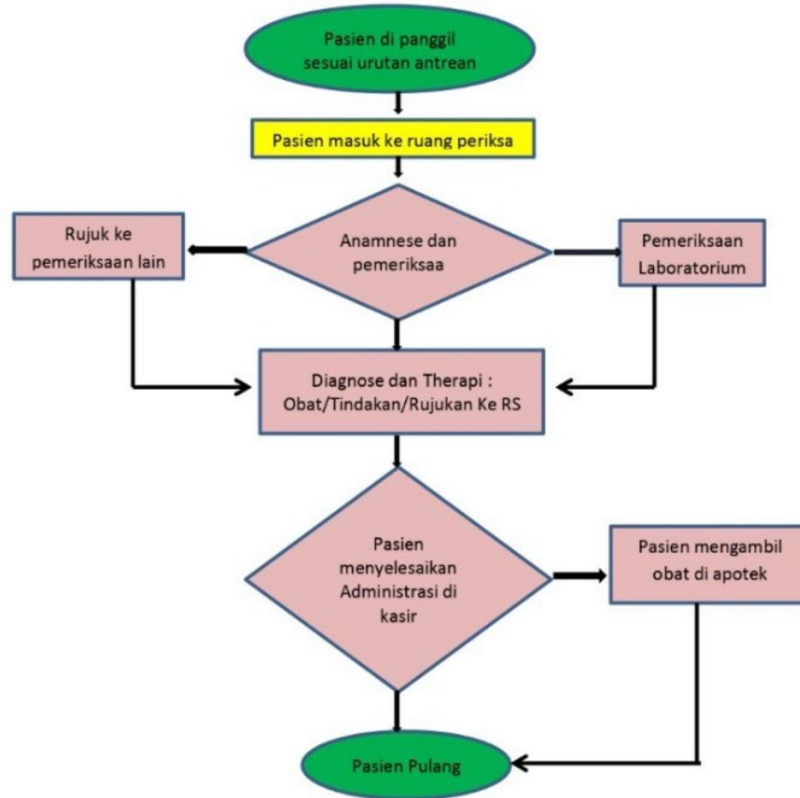 Pasien di panggil
sesuai urutan antrean
Pasien masuk ke ruang periksa
Anamnese dan
pemeriksaa
Rujuk ke
pemeriksaan lain
Pemeriksaan
Laboratorium
Diagnose dan Therapi :
Obat/Tindakan/Rujukan Ke RS
Pasien
menyelesaikan
Administrasi di
kasir
Pasien mengambil
obat di apotek
Pasien Pulang